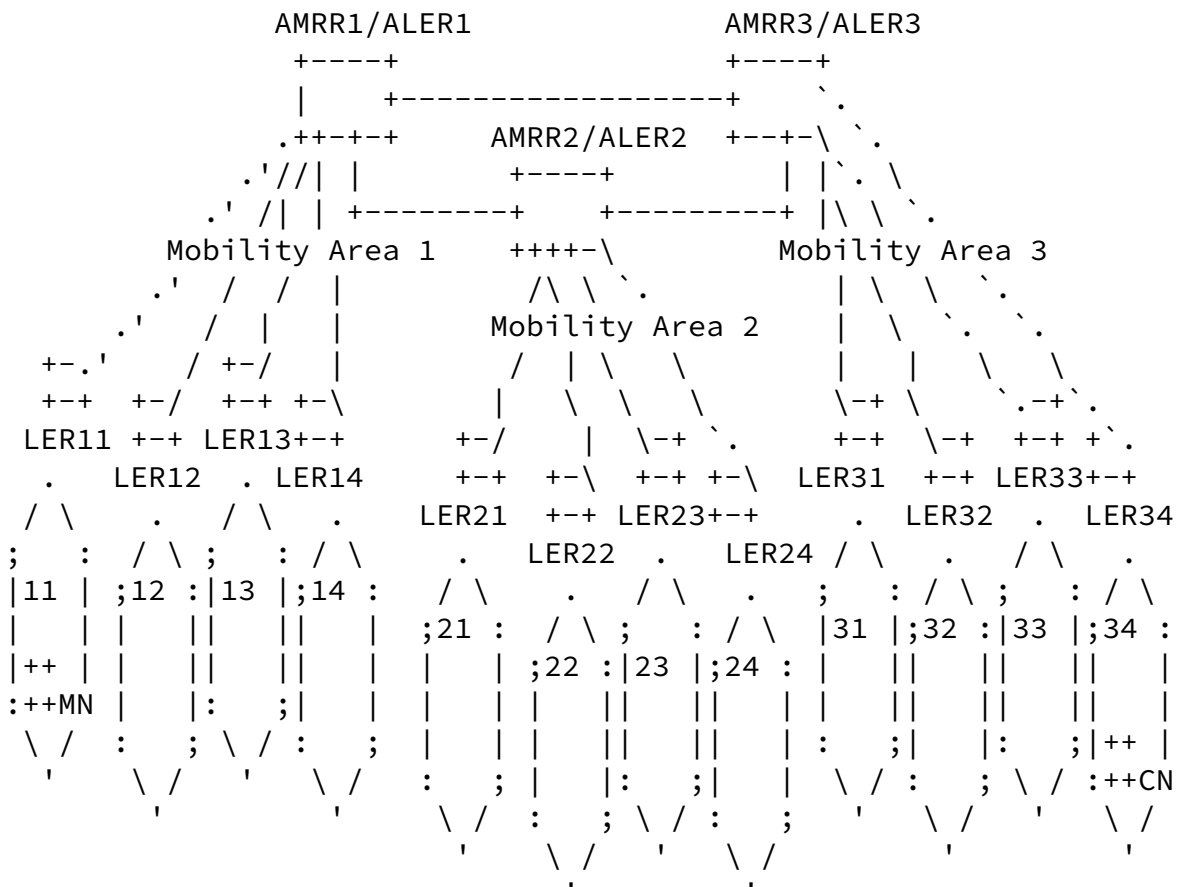 AMRR1/ALER1 AMRR3/ALER3
AMRR2/ALER2
Mobility Area 1 Mobility Area 3
Mobility Area 2
LER11 LER13
LER12 LER14 LER31 LER33
LER21 LER23 LER32 LER34
LER22 LER24
11 12 13 14
21 31 32 33 34
22 23 24
MN
CN